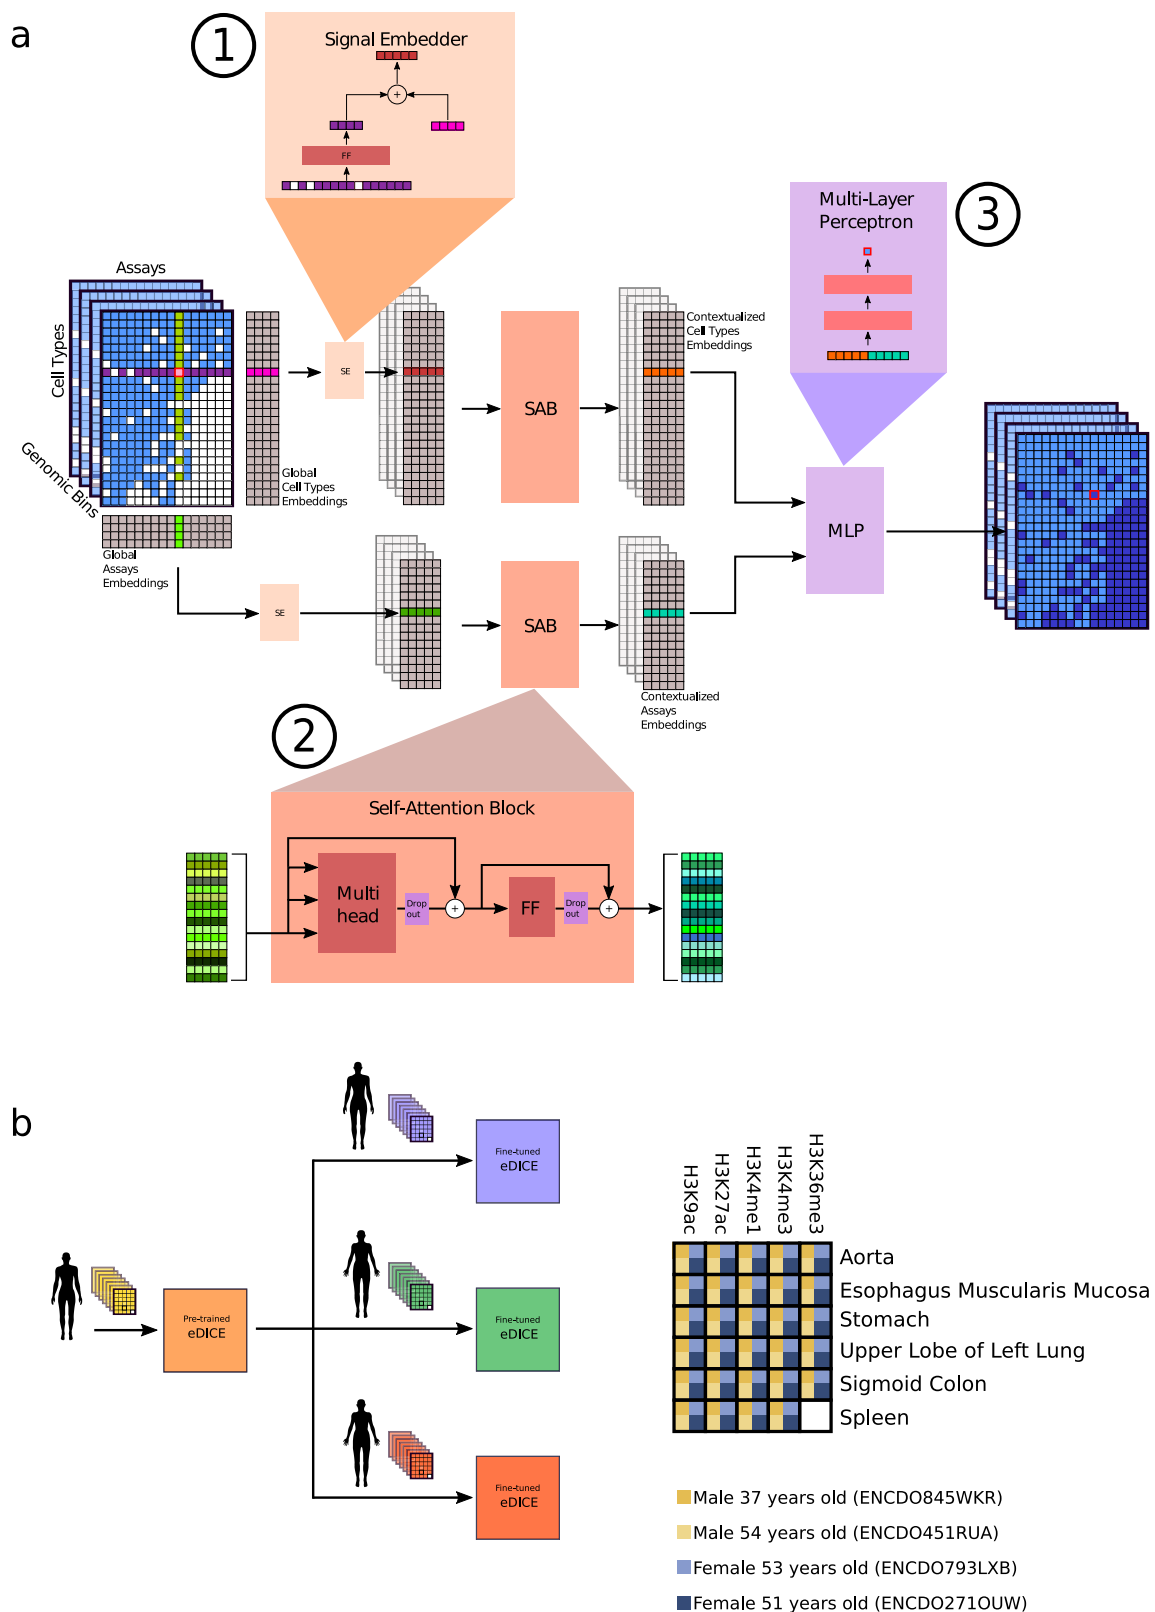 a
1
Signal Embedder
+
FF
3
Multi-Layer
Perceptron
Assays
Cell Types
Genomic Bins
Global
Cell Types
Embeddings
SE
SAB
Contextualized
Cell Types
Embeddings
MLP
Global
Assays
Embeddings
SE
SAB
Contextualized
Assays
Embeddings
2
Self-Attention Block
Multi
head
Drop
out
+
FF
Drop
out
+
b
Fine-tuned
eDICE
Pre-trained
eDICE
Fine-tuned
eDICE
Fine-tuned
eDICE
H3K9ac
H3K27ac
H3K4me1
H3K4me3
H3K36me3
Aorta
Esophagus Muscularis Mucosa
Stomach
Upper Lobe of Left Lung
Sigmoid Colon
Spleen
Male 37 years old (ENCDO845WKR)
Male 54 years old (ENCDO451RUA)
Female 53 years old (ENCDO793LXB)
Female 51 years old (ENCDO271OUW)